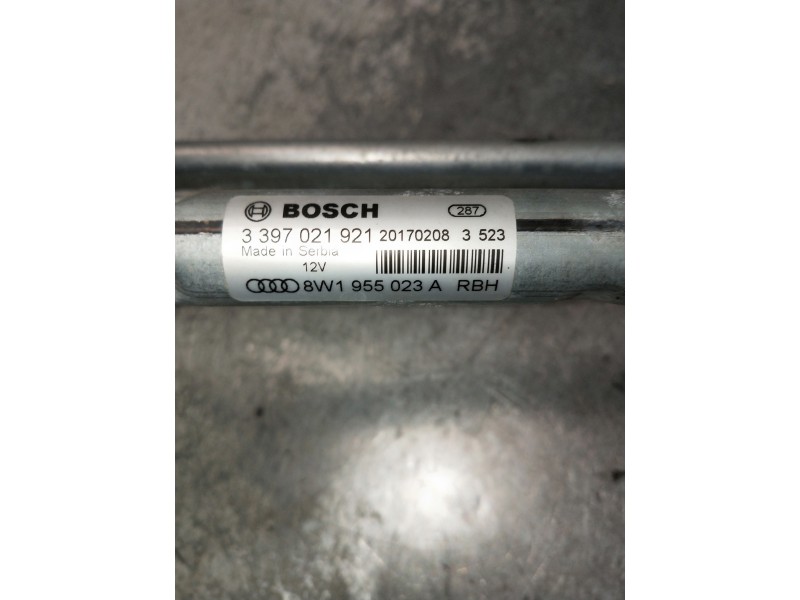 BOSCH 287
3 397 021 921 20170208 3 523
Made in Serbia
12V
8W1 955 023 A RBH